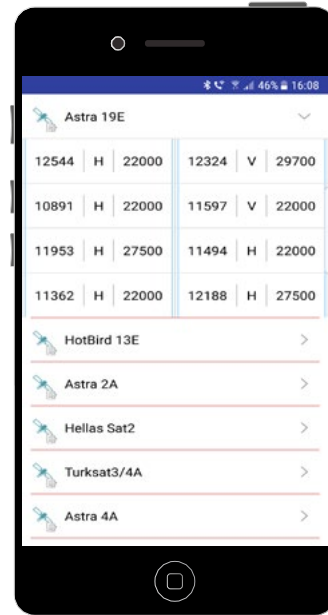 46% 16:08
Astra 19E
12544 H 22000 12324 V 29700
10891 H 22000 11597 V 22000
11953 H 27500 11494 H 22000
11362 H 22000 12188 H 27500
HotBird 13E
Astra 2A
Hellas Sat2
Turksat3/4A
Astra 4A